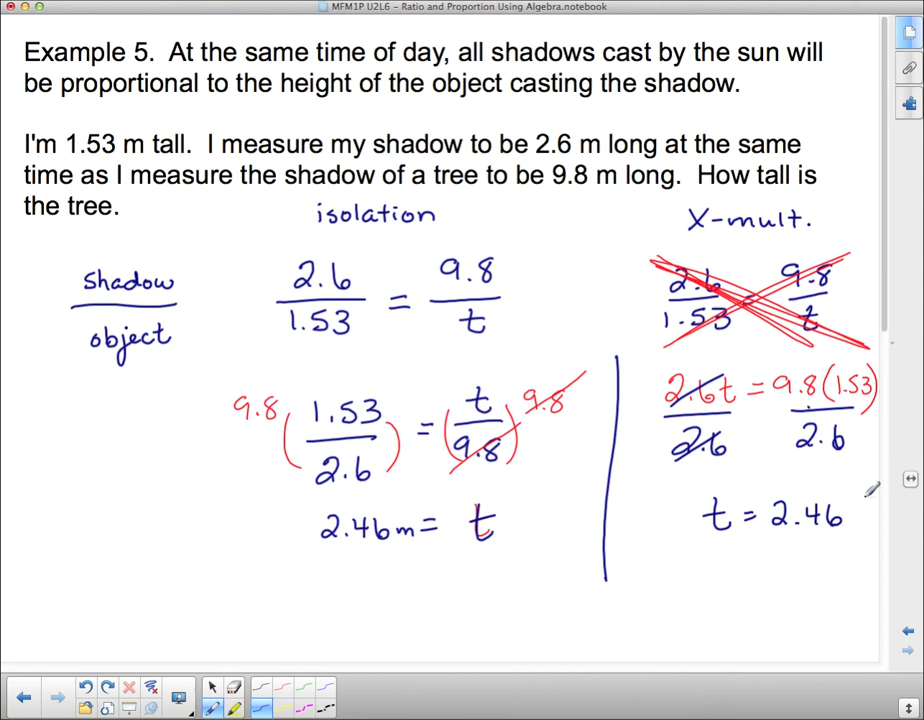 MFM1P U2L6 - Ratio and Proportion Using Algebra.notebook
Example 5. At the same time of day, all shadows cast by the sun will
be proportional to the height of the object casting the shadow.
I'm 1.53 m tall. I measure my shadow to be 2.6 m long at the same
time as I measure the shadow of a tree to be 9.8 m long. How tall is
the tree.
isolation
shadow
object
2.6
1.53
=
9.8
t
9.8 ( 1.53
2.6 ) = ( t
9.8 ) 9.8
2.46m = t
X-mult.
2.6
1.53
=
9.8
t
2.6t = 9.8(1.53)
2.6 2.6
t = 2.46